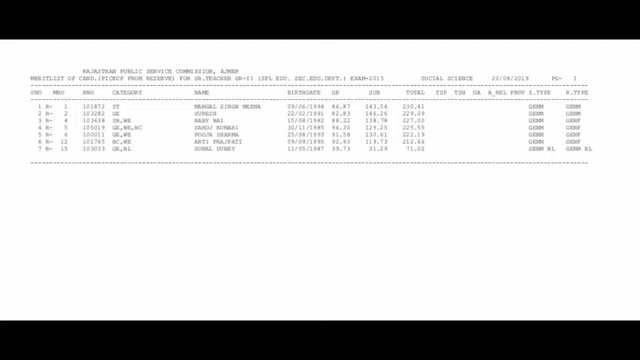 RAJASTHAN PUBLIC SERVICE COMMISSION, AJMER
MERITLIST OF CAND.(PICKUP FROM RESERVE) FOR SR.TEACHER GR-II (SPL EDU. SEC.EDU.DEPT.) EXAM-2015 SOCIAL SCIENCE 20/08/2019 PG- 1
SNO MNO RNO CATEGORY NAME BIRTHDATE GK SUB TOTAL TSP TSH OA A_REL PROV S.TYPE R.TYPE
1 R- 1 101872 ST MANGAL SINGH MEENA 09/06/1994 86.87 143.54 230.41 GENM GENM
2 R- 2 103282 GE SURESH 22/02/1991 82.83 146.26 229.09 GENM GENM
3 R- 4 103638 SB,WE BABY BAI 15/08/1982 88.22 138.78 227.00 GENM GENF
4 R- 5 105019 GE,WE,BC SAROJ KUMARI 30/11/1985 96.30 129.25 225.55 GENM GENF
5 R- 6 100011 GE,WE POOJA SHARMA 25/08/1993 91.58 130.61 222.19 GENM GENF
6 R- 12 101765 BC,WE ARTI PRAJPATI 09/09/1995 92.93 119.73 212.66 GENM GENF
7 R- 15 103033 GE,BL SONAL DUBEY 11/05/1987 39.73 31.29 71.02 GENM BL GENM BL